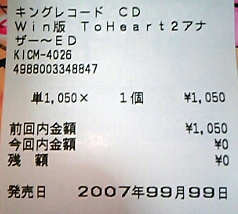 キングレコード CD
Win版 ToHeart2アナ
ザー〜ED
KICM-4026
4988003348847
単1,050× 1個 ¥1,050
前回内金額 ¥1,050
今回内金額 ¥0
残 額 ¥0
発売日 2007年99月99日